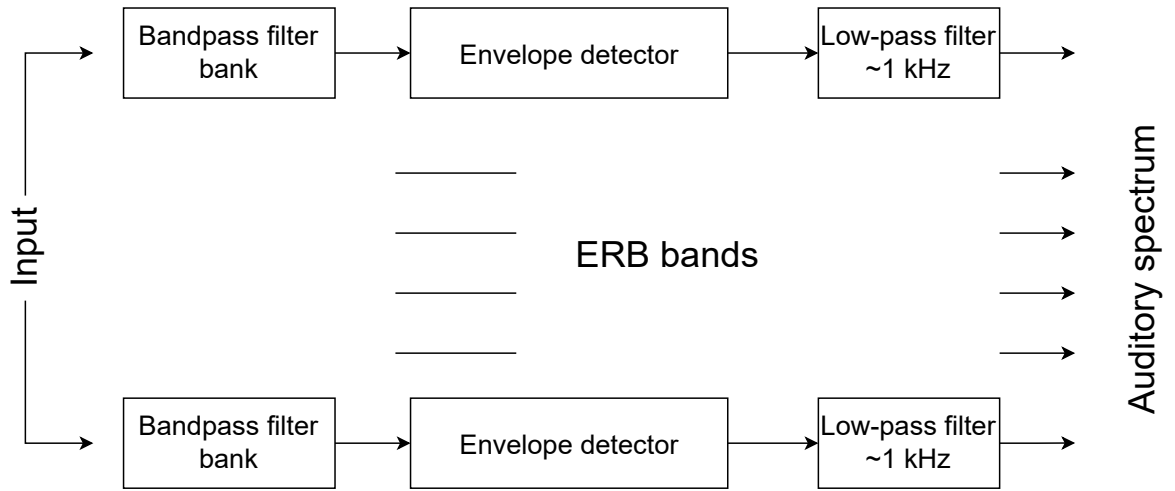 Input
Bandpass filter
bank
Envelope detector
Low-pass filter
~1 kHz
ERB bands
Bandpass filter
bank
Envelope detector
Low-pass filter
~1 kHz
Auditory spectrum